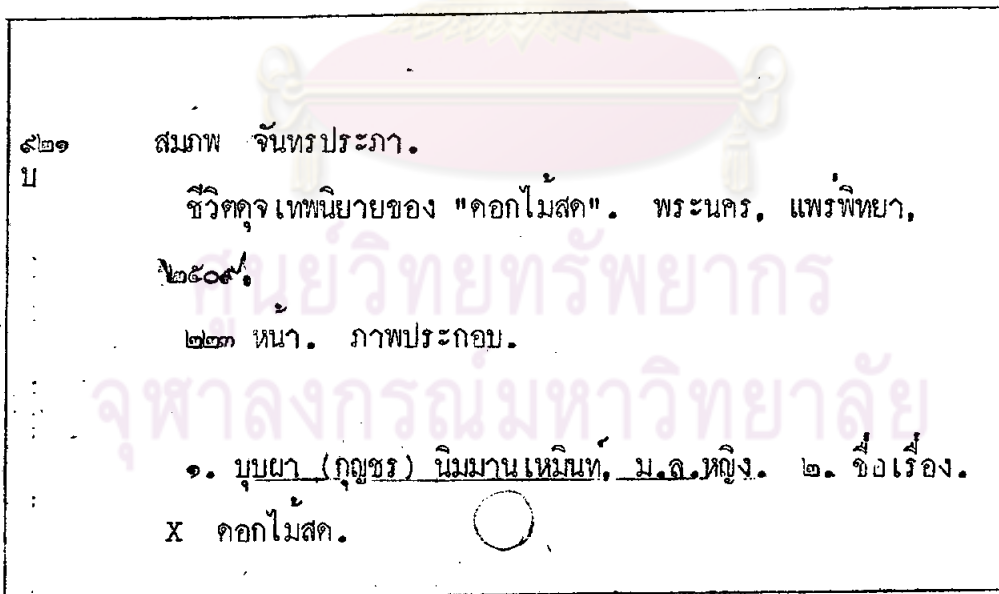 ๙๒๑ สมภพ จันทรประภา.
บ
ชีวิตดุจเทพนิยายของ "ดอกไม้สด". พระนคร, แพร่พิทยา,
๒๕๐๙.
๒๒๓ หน้า. ภาพประกอบ.
๑. บุบผา (กุญชร) นิมมานเหมินท์, ม.ล.หญิง. ๒. ชื่อเรื่อง.
X ดอกไม้สด.
ศูนย์วิทยทรัพยากร
จุฬาลงกรณ์มหาวิทยาลัย